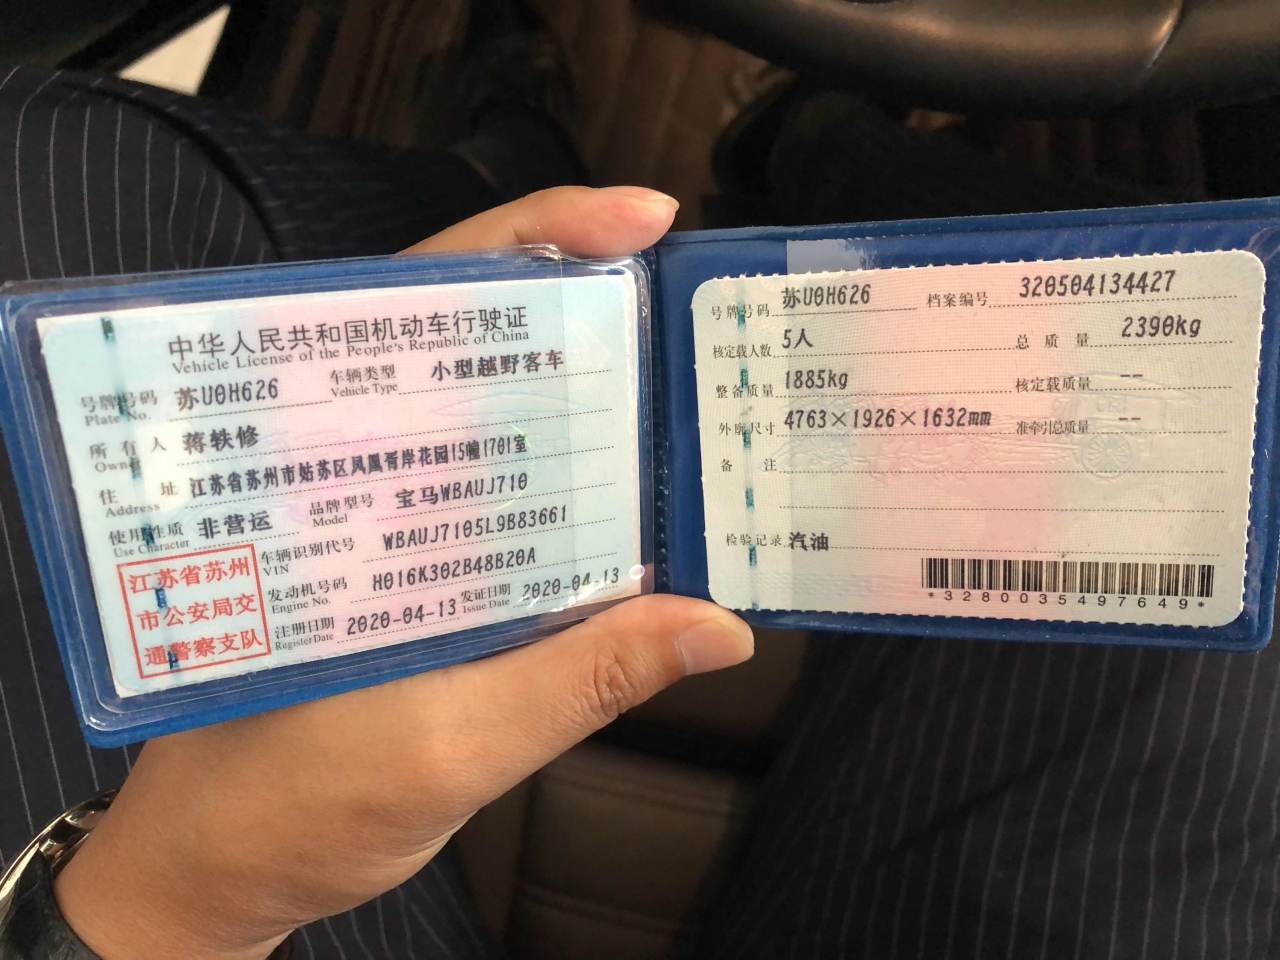 中华人民共和国机动车行驶证
Vehicle License of the People's Republic of China
号牌号码 苏U0H626 车辆类型 小型越野客车
Plate No. Vehicle Type
所有人 蒋轶修
Owner
住址 江苏省苏州市姑苏区凤凰胥岸花园15幢1701室
Address
使用性质 非营运 品牌型号 宝马WBAUJ710
Use Character Model
车辆识别代号 WBAUJ7105L9B83661
VIN
发动机号码 H016K302B48B20A
Engine No.
注册日期 2020-04-13 发证日期 2020-04-13
Register Date Issue Date
江苏省苏州
市公安局交
通警察支队
号牌号码 苏U0H626 档案编号 320504134427
核定载人数 5人 总质量 2390kg
整备质量 1885kg 核定载质量 --
外廓尺寸 4763×1926×1632mm 准牵引总质量 --
备注
检验记录 汽油
*3280035497649*